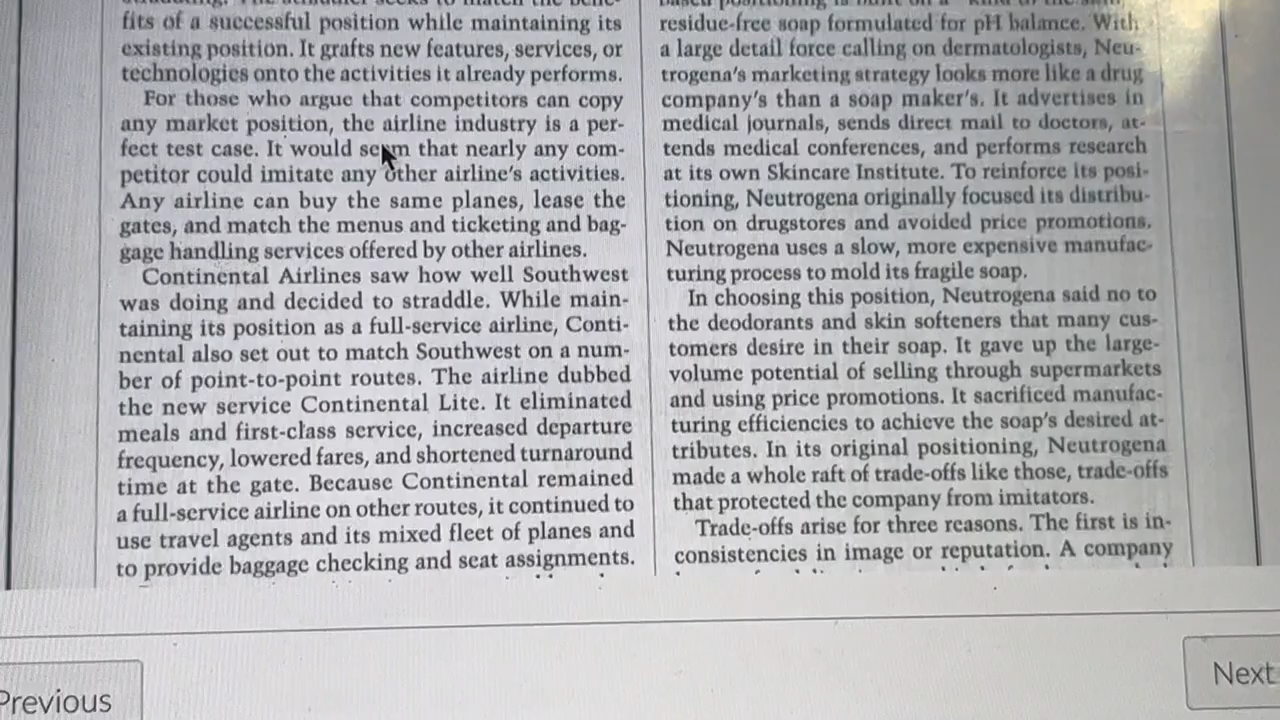 fits of a successful position while maintaining its
existing position. It grafts new features, services, or
technologies onto the activities it already performs.
For those who argue that competitors can copy
any market position, the airline industry is a per-
fect test case. It would seem that nearly any com-
petitor could imitate any other airline's activities.
Any airline can buy the same planes, lease the
gates, and match the menus and ticketing and bag-
gage handling services offered by other airlines.
Continental Airlines saw how well Southwest
was doing and decided to straddle. While main-
taining its position as a full-service airline, Conti-
nental also set out to match Southwest on a num-
ber of point-to-point routes. The airline dubbed
the new service Continental Lite. It eliminated
meals and first-class service, increased departure
frequency, lowered fares, and shortened turnaround
time at the gate. Because Continental remained
a full-service airline on other routes, it continued to
use travel agents and its mixed fleet of planes and
to provide baggage checking and seat assignments.
residue-free soap formulated for pH balance. With
a large detail force calling on dermatologists, Neu-
trogena's marketing strategy looks more like a drug
company's than a soap maker's. It advertises in
medical journals, sends direct mail to doctors, at-
tends medical conferences, and performs research
at its own Skincare Institute. To reinforce its posi-
tioning, Neutrogena originally focused its distribu-
tion on drugstores and avoided price promotions.
Neutrogena uses a slow, more expensive manufac-
turing process to mold its fragile soap.
In choosing this position, Neutrogena said no to
the deodorants and skin softeners that many cus-
tomers desire in their soap. It gave up the large-
volume potential of selling through supermarkets
and using price promotions. It sacrificed manufac-
turing efficiencies to achieve the soap's desired at-
tributes. In its original positioning, Neutrogena
made a whole raft of trade-offs like those, trade-offs
that protected the company from imitators.
Trade-offs arise for three reasons. The first is in-
consistencies in image or reputation. A company
Previous
Next